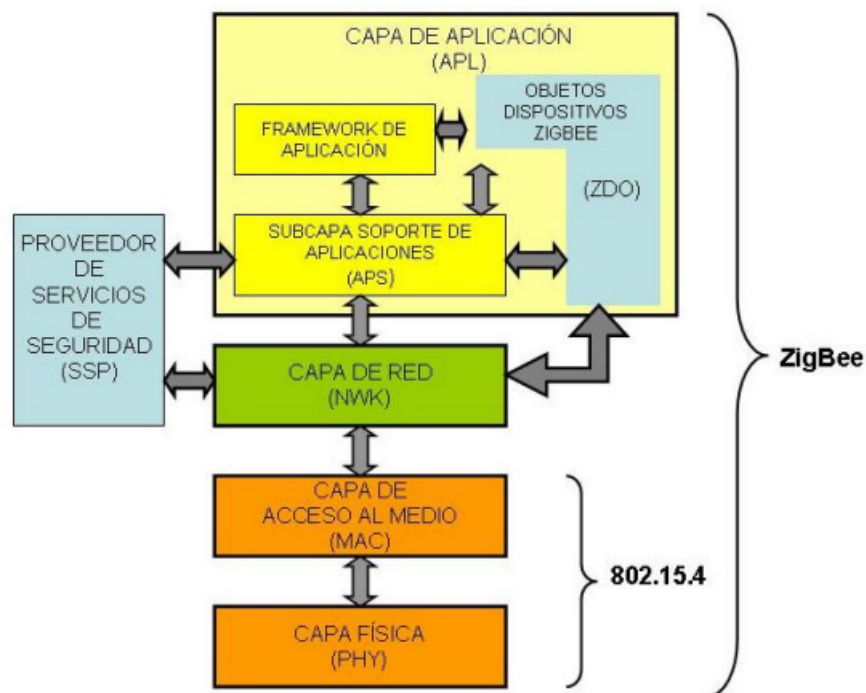 CAPA DE APLICACIÓN
(APL)
OBJETOS
DISPOSITIVOS
ZIGBEE
(ZDO)
FRAMEWORK DE
APLICACIÓN
SUBCAPA SOPORTE DE
APLICACIONES
(APS)
PROVEEDOR
DE
SERVICIOS
DE
SEGURIDAD
(SSP)
CAPA DE RED
(NWK)
ZigBee
CAPA DE
ACCESO AL MEDIO
(MAC)
802.15.4
CAPA FÍSICA
(PHY)